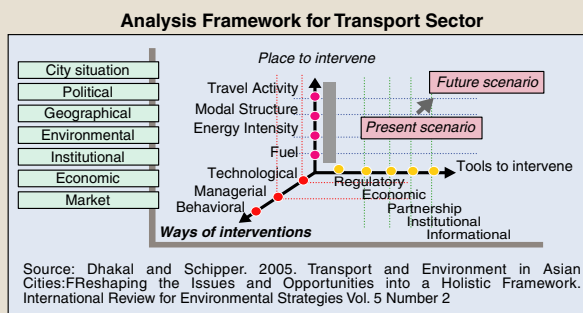 Analysis Framework for Transport Sector
City situation
Political
Geographical
Environmental
Institutional
Economic
Market
Place to intervene
Travel Activity
Modal Structure
Energy Intensity
Fuel
Technological
Managerial
Behavioral
Ways of interventions
Future scenario
Present scenario
Tools to intervene
Regulatory
Economic
Partnership
Institutional
Informational
Source: Dhakal and Schipper. 2005. Transport and Environment in Asian
Cities:FReshaping the Issues and Opportunities into a Holistic Framework.
International Review for Environmental Strategies Vol. 5 Number 2